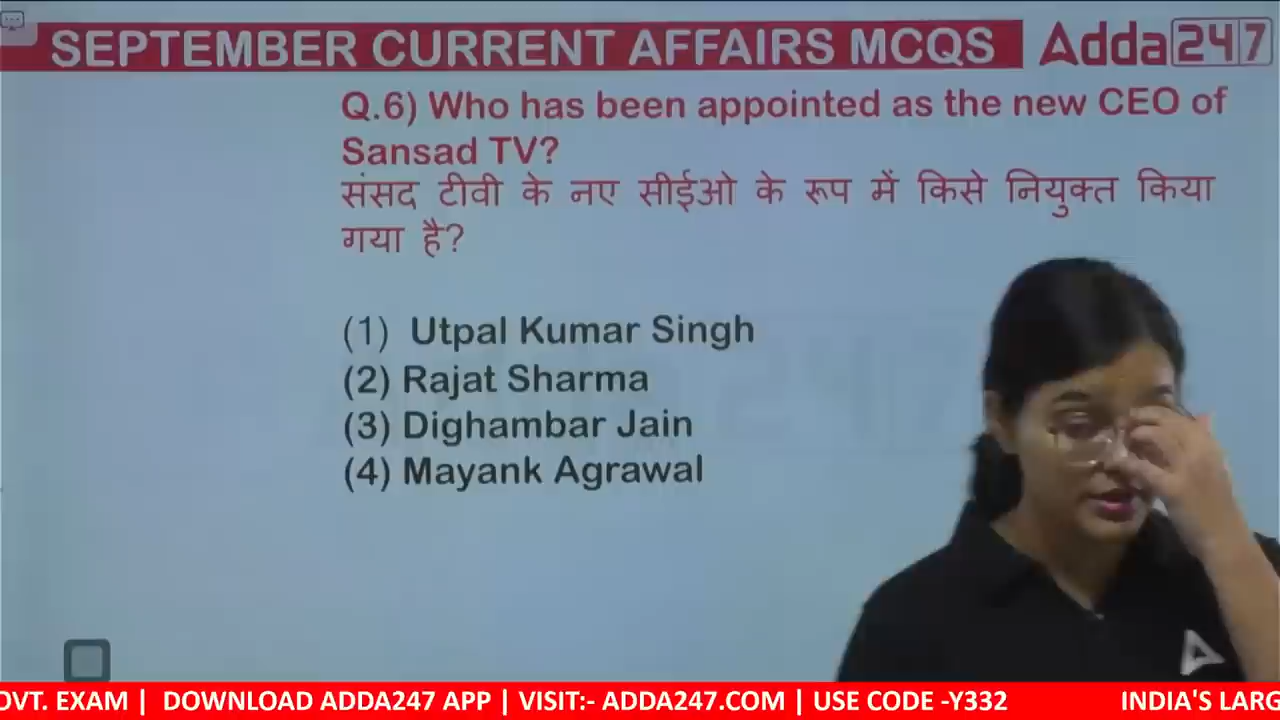 SEPTEMBER CURRENT AFFAIRS MCQS
Adda247
Q.6) Who has been appointed as the new CEO of
Sansad TV?
संसद टीवी के नए सीईओ के रूप में किसे नियुक्त किया
गया है?
(1) Utpal Kumar Singh
(2) Rajat Sharma
(3) Dighambar Jain
(4) Mayank Agrawal
OVT. EXAM | DOWNLOAD ADDA247 APP | VISIT:- ADDA247.COM | USE CODE -Y332 INDIA'S LARG